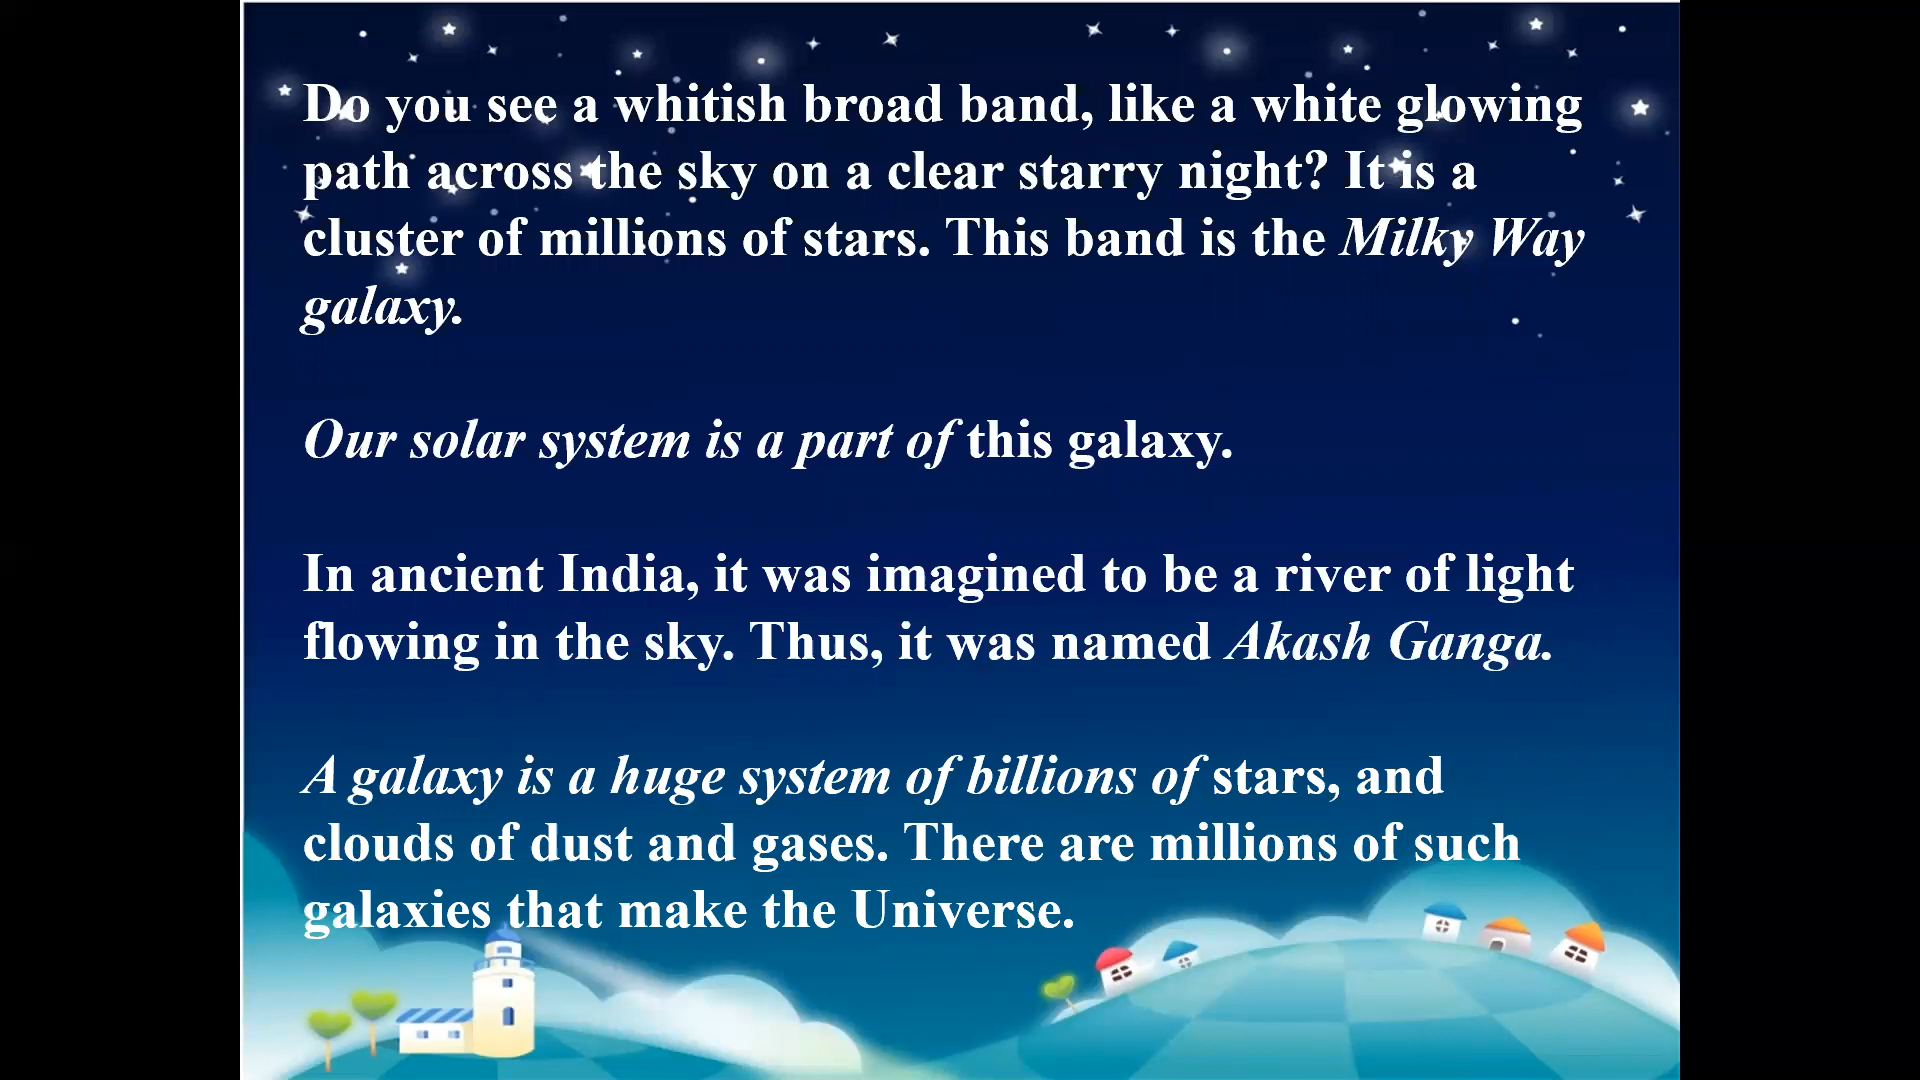 Do you see a whitish broad band, like a white glowing
path across the sky on a clear starry night? It is a
cluster of millions of stars. This band is the Milky Way
galaxy.
Our solar system is a part of this galaxy.
In ancient India, it was imagined to be a river of light
flowing in the sky. Thus, it was named Akash Ganga.
A galaxy is a huge system of billions of stars, and
clouds of dust and gases. There are millions of such
galaxies that make the Universe.